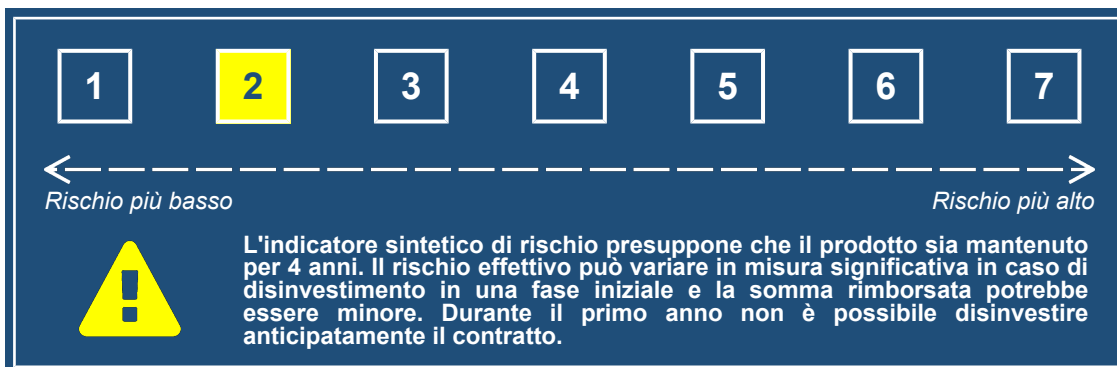 1 2 3 4 5 6 7
Rischio più basso Rischio più alto
L'indicatore sintetico di rischio presuppone che il prodotto sia mantenuto
per 4 anni. Il rischio effettivo può variare in misura significativa in caso di
disinvestimento in una fase iniziale e la somma rimborsata potrebbe
essere minore. Durante il primo anno non è possibile disinvestire
anticipatamente il contratto.